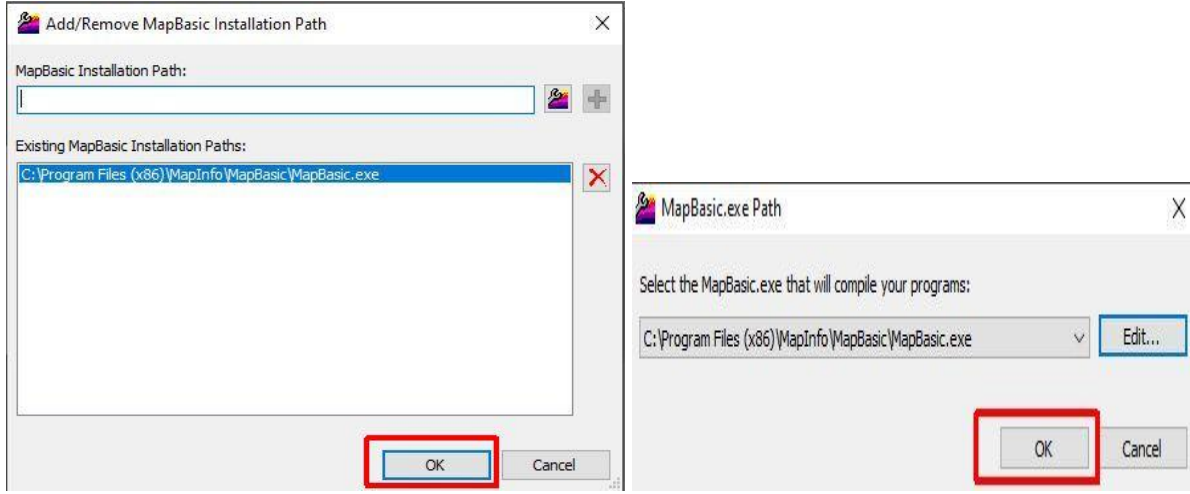 Add/Remove MapBasic Installation Path
MapBasic Installation Path:
Existing MapBasic Installation Paths:
C:\Program Files (x86)\MapInfo\MapBasic\MapBasic.exe
OK Cancel
MapBasic.exe Path
Select the MapBasic.exe that will compile your programs:
C:\Program Files (x86)\MapInfo\MapBasic\MapBasic.exe Edit...
OK Cancel